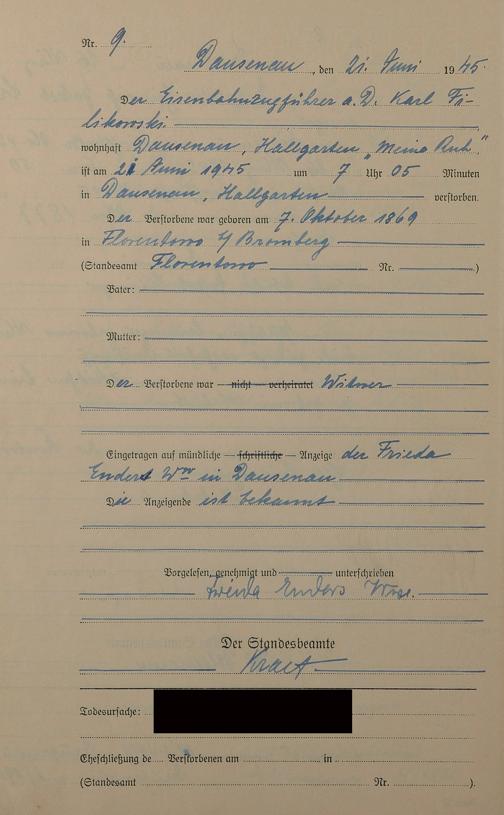 Nr. 9.
Dausenau, den 21. Juni 1945.
Der Eisenbahnzugführer a.D. Karl Fi-
likowski
wohnhaft Dausenau, Hallgarten „Meine Ruh"
ist am 21 Juni 1945 um 7 Uhr 05 Minuten
in Dausenau, Hallgarten verstorben.
Der Verstorbene war geboren am 7. Oktober 1869
in Florentowo b/ Bromberg
(Standesamt Florentowo Nr. )
Vater:
Mutter:
Der Verstorbene war nicht verheiratet Witwer
Eingetragen auf mündliche schriftliche Anzeige der Frieda
Endert Wwe in Dausenau
Die Anzeigende ist bekannt
Vorgelesen, genehmigt und unterschrieben
Frieda Enders Wwe.
Der Standesbeamte
Todesursache:
Eheschließung de Verstorbenen am in
(Standesamt Nr. ).